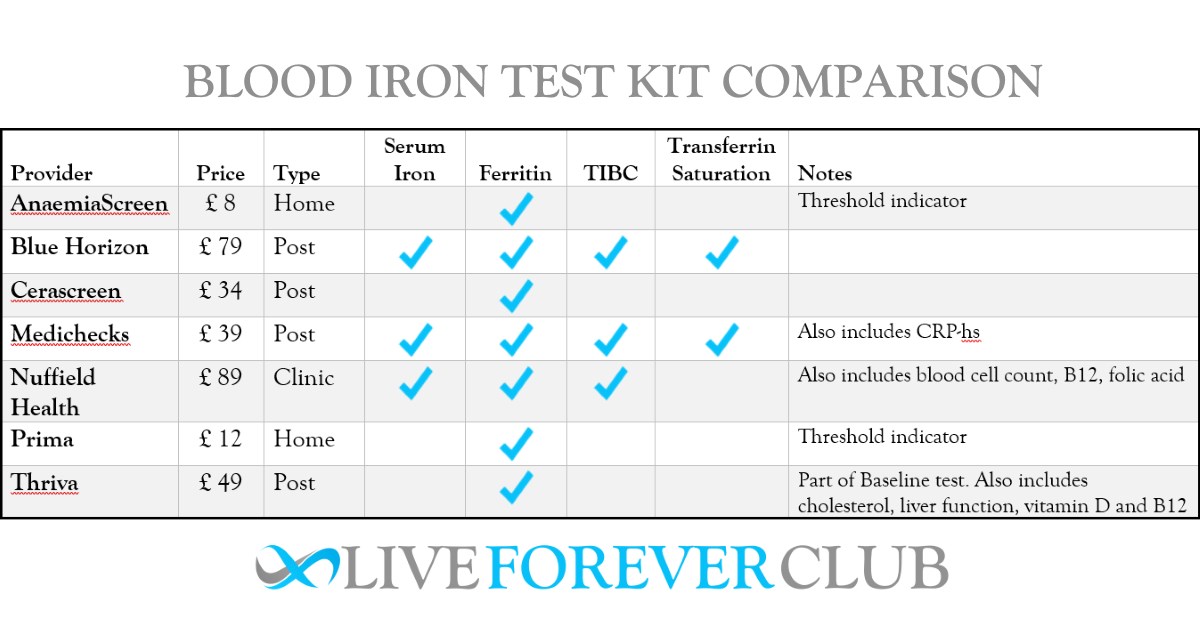 BLOOD IRON TEST KIT COMPARISON
Provider Price Type Serum Iron Ferritin TIBC Transferrin Saturation Notes
AnaemiaScreen £ 8 Home Threshold indicator
Blue Horizon £ 79 Post
Cerascreen £ 34 Post
Medichecks £ 39 Post Also includes CRP-hs
Nuffield Health £ 89 Clinic Also includes blood cell count, B12, folic acid
Prima £ 12 Home Threshold indicator
Thriva £ 49 Post Part of Baseline test. Also includes
cholesterol, liver function, vitamin D and B12
LIVE FOREVER CLUB